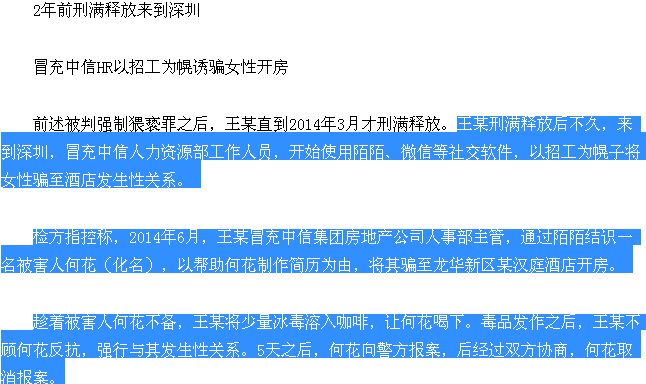 2年前刑满释放来到深圳
冒充中信HR以招工为幌诱骗女性开房
前述被判强制猥亵罪之后，王某直到2014年3月才刑满释放。王某刑满释放后不久，来
到深圳，冒充中信人力资源部工作人员，开始使用陌陌、微信等社交软件，以招工为幌子将
女性骗至酒店发生性关系。
检方指控称，2014年6月，王某冒充中信集团房地产公司人事部主管，通过陌陌结识一
名被害人何花（化名），以帮助何花制作简历为由，将其骗至龙华新区某汉庭酒店开房。
趁着被害人何花不备，王某将少量冰毒溶入咖啡，让何花喝下。毒品发作之后，王某不
顾何花反抗，强行与其发生性关系。5天之后，何花向警方报案，后经过双方协商，何花取
消报案。